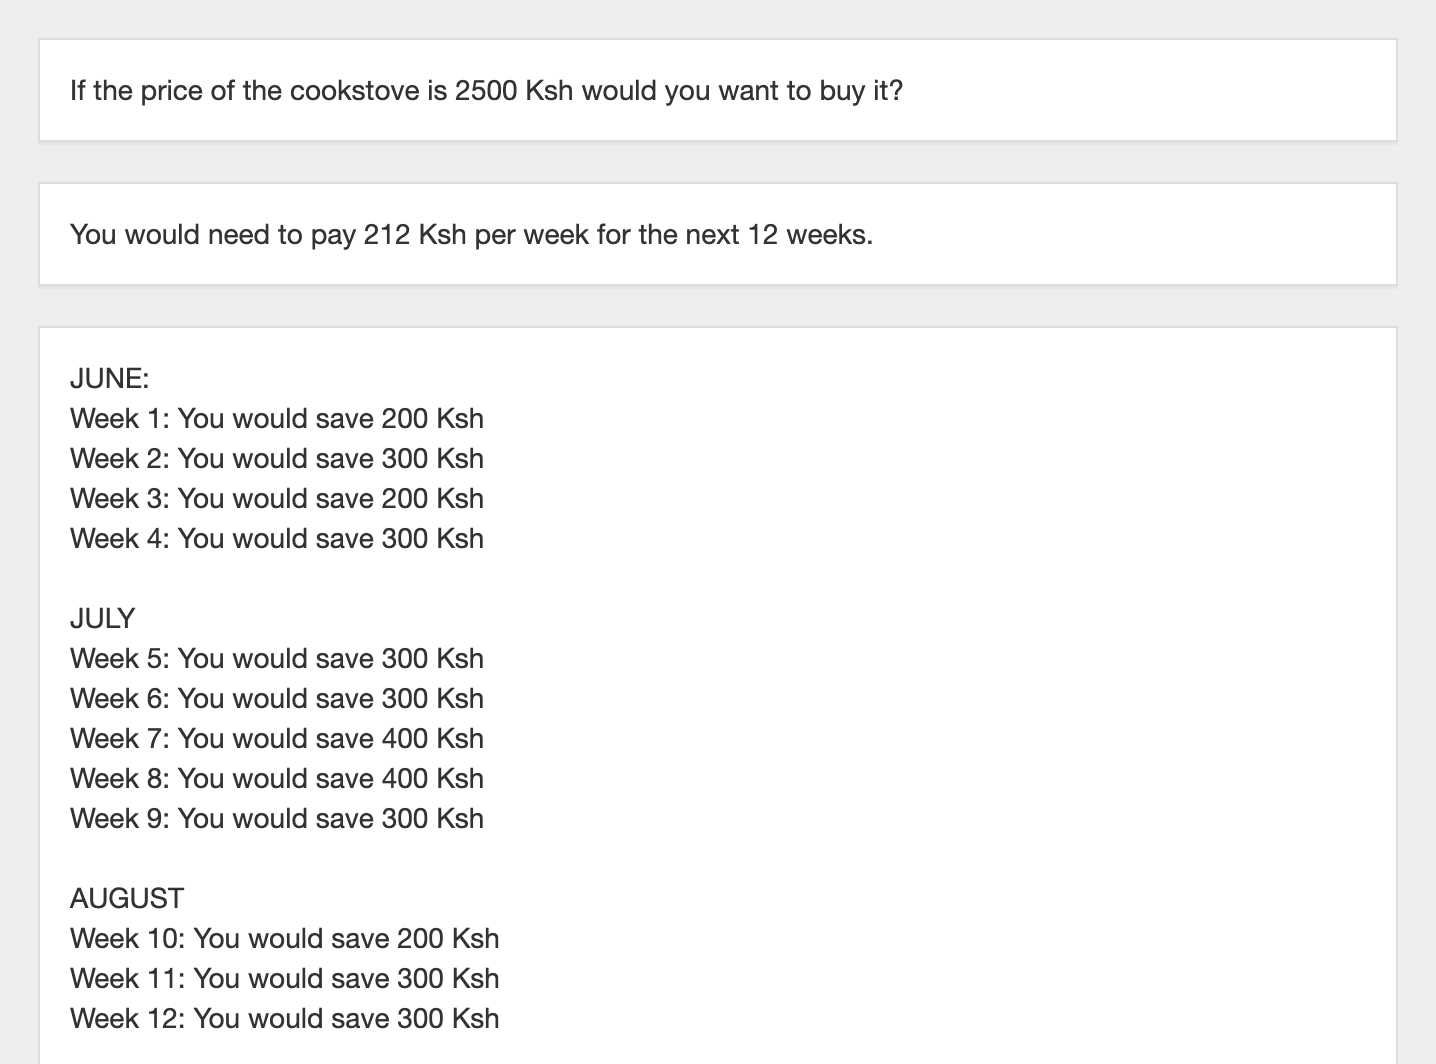 If the price of the cookstove is 2500 Ksh would you want to buy it?
You would need to pay 212 Ksh per week for the next 12 weeks.
JUNE:
Week 1: You would save 200 Ksh
Week 2: You would save 300 Ksh
Week 3: You would save 200 Ksh
Week 4: You would save 300 Ksh
JULY
Week 5: You would save 300 Ksh
Week 6: You would save 300 Ksh
Week 7: You would save 400 Ksh
Week 8: You would save 400 Ksh
Week 9: You would save 300 Ksh
AUGUST
Week 10: You would save 200 Ksh
Week 11: You would save 300 Ksh
Week 12: You would save 300 Ksh